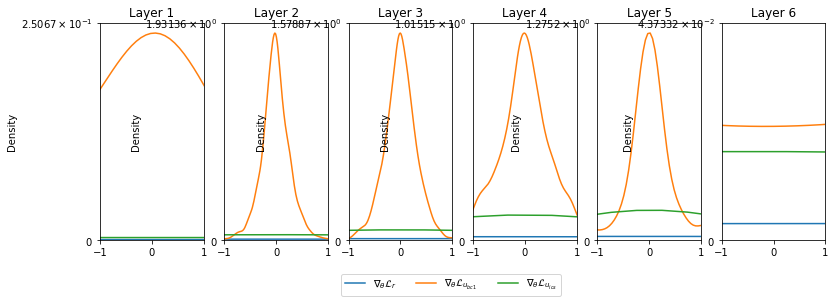 Layer 1 Layer 2 Layer 3 Layer 4 Layer 5 Layer 6
2.5067 × 10⁻¹ 1.93136 × 10⁰ 1.57887 × 10⁰ 1.01515 × 10⁰ 1.2752 × 10⁰ 4.37332 × 10⁻²
Density Density Density Density Density Density
0 0 0 0 0 0
−1 0 1 −1 0 1 −1 0 1 −1 0 1 −1 0 1 −1 0 1
∇θℒr ∇θℒu_bc1 ∇θℒu_ics